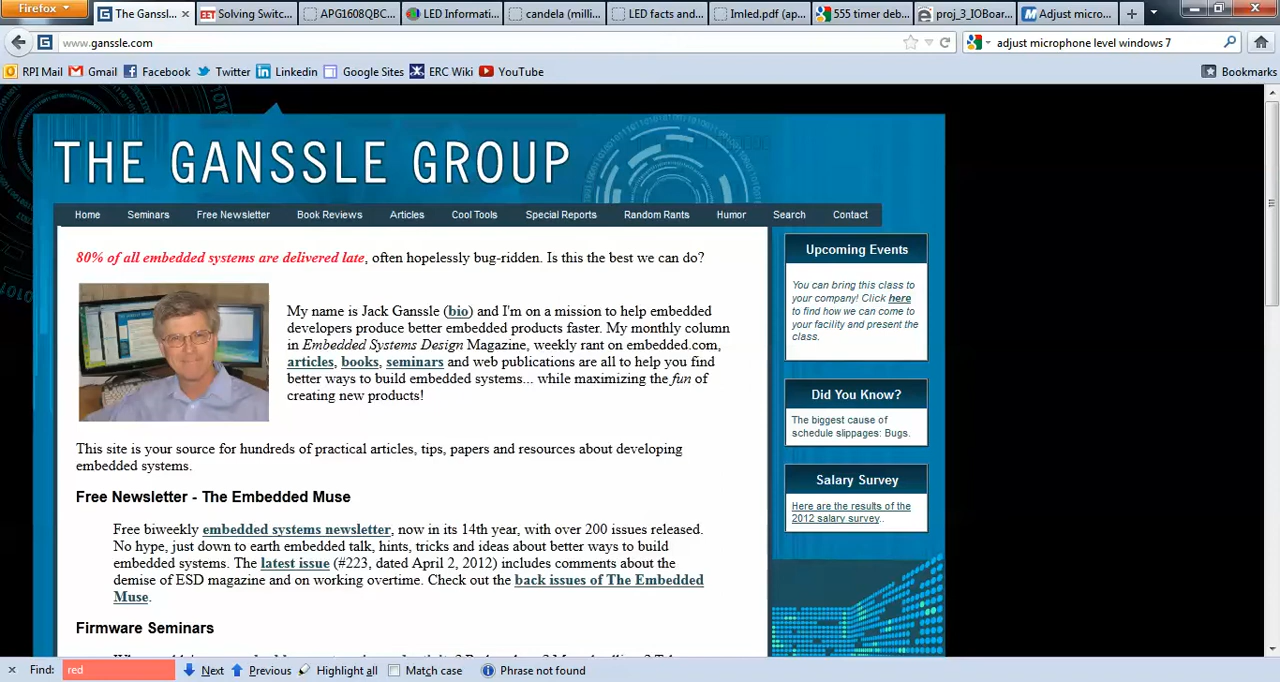 Firefox
The Ganssl...
Solving Switc...
APG1608QBC...
LED Informati...
candela (milli...
LED facts and...
lmled.pdf (ap...
555 timer deb...
proj_3_IOBoar...
Adjust micro...
www.ganssle.com
adjust microphone level windows 7
RPI Mail Gmail Facebook Twitter Linkedin Google Sites ERC Wiki YouTube Bookmarks
THE GANSSLE GROUP
Home Seminars Free Newsletter Book Reviews Articles Cool Tools Special Reports Random Rants Humor Search Contact
80% of all embedded systems are delivered late, often hopelessly bug-ridden. Is this the best we can do?
My name is Jack Ganssle (bio) and I'm on a mission to help embedded
developers produce better embedded products faster. My monthly column
in Embedded Systems Design Magazine, weekly rant on embedded.com,
articles, books, seminars and web publications are all to help you find
better ways to build embedded systems... while maximizing the fun of
creating new products!
This site is your source for hundreds of practical articles, tips, papers and resources about developing
embedded systems.
Free Newsletter - The Embedded Muse
Free biweekly embedded systems newsletter, now in its 14th year, with over 200 issues released.
No hype, just down to earth embedded talk, hints, tricks and ideas about better ways to build
embedded systems. The latest issue (#223, dated April 2, 2012) includes comments about the
demise of ESD magazine and on working overtime. Check out the back issues of The Embedded
Muse.
Firmware Seminars
Upcoming Events
You can bring this class to
your company! Click here
to find how we can come to
your facility and present the
class.
Did You Know?
The biggest cause of
schedule slippages: Bugs.
Salary Survey
Here are the results of the
2012 salary survey..
Find: red Next Previous Highlight all Match case Phrase not found